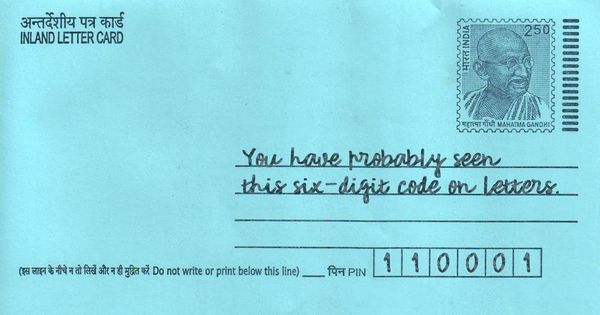 अन्तर्देशीय पत्र कार्ड
INLAND LETTER CARD
भारत INDIA
2.50
महात्मा गाँधी MAHATMA GANDHI
You have probably seen
this six-digit code on letters.
(इस लाइन के नीचे न तो लिखें और न ही मुद्रित करें Do not write or print below this line) ____ पिन PIN 1 1 0 0 0 1